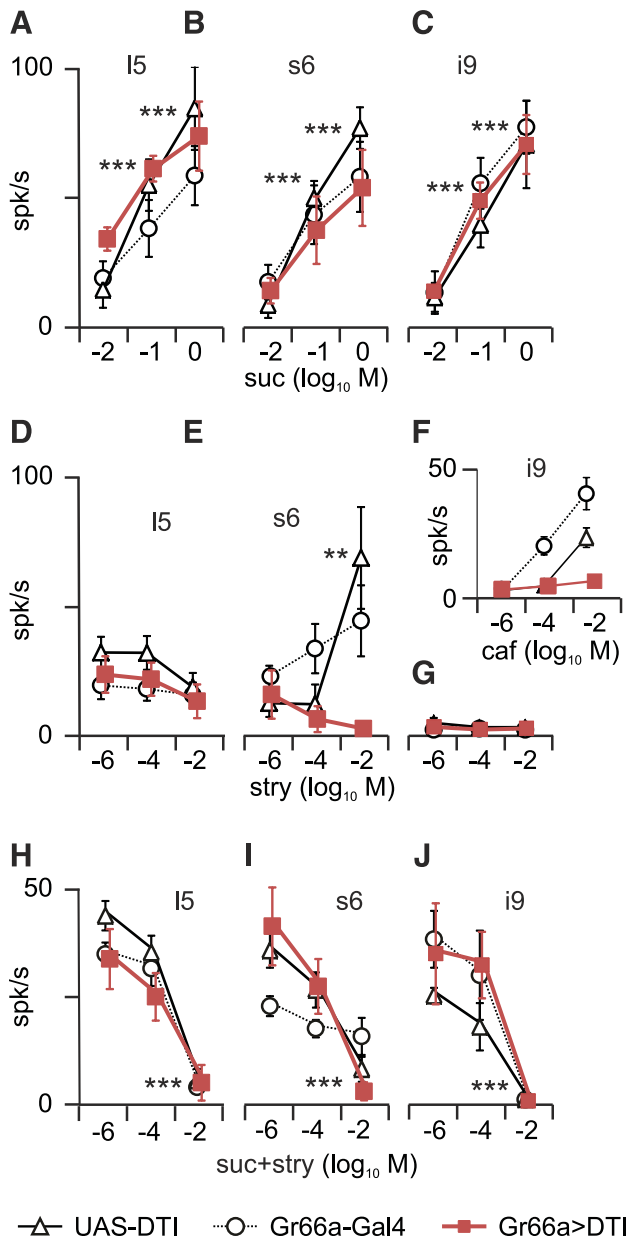 A B C
l5 s6 i9
100
*** *** ***
*** *** ***
spk/s
0
-2 -1 0 -2 -1 0 -2 -1 0
suc (log₁₀ M)
D E F
100 50 i9
l5 s6
spk/s
**
spk/s
0
-6 -4 -2
caf (log₁₀ M)
G
0
-6 -4 -2 -6 -4 -2 -6 -4 -2
stry (log₁₀ M)
H I J
50 l5 s6 i9
spk/s
*** *** ***
0
-6 -4 -2 -6 -4 -2 -6 -4 -2
suc+stry (log₁₀ M)
UAS-DTI Gr66a-Gal4 Gr66a>DTI